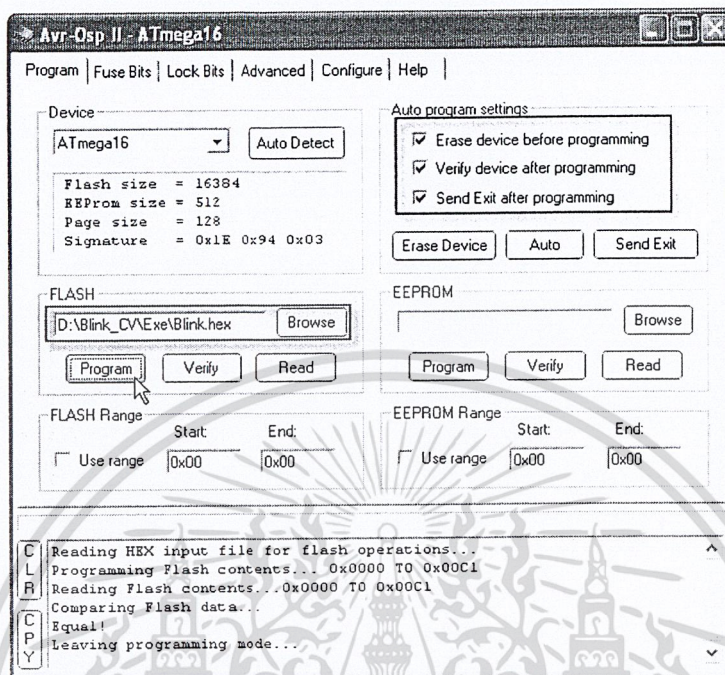 Avr-Osp II - ATmega16
Program | Fuse Bits | Lock Bits | Advanced | Configure | Help |
Device
ATmega16
Auto Detect
Flash size = 16384
EEProm size = 512
Page size = 128
Signature = 0x1E 0x94 0x03
Auto program settings
Erase device before programming
Verify device after programming
Send Exit after programming
Erase Device Auto Send Exit
FLASH
D:\Blink_CV\Exe\Blink.hex Browse
Program Verify Read
EEPROM
Browse
Program Verify Read
FLASH Range
Start: End:
Use range 0x00 0x00
EEPROM Range
Start: End:
Use range 0x00 0x00
CLR
CPY
Reading HEX input file for flash operations...
Programming Flash contents... 0x0000 TO 0x00C1
Reading Flash contents...0x0000 TO 0x00C1
Comparing Flash data...
Equal!
Leaving programming mode...